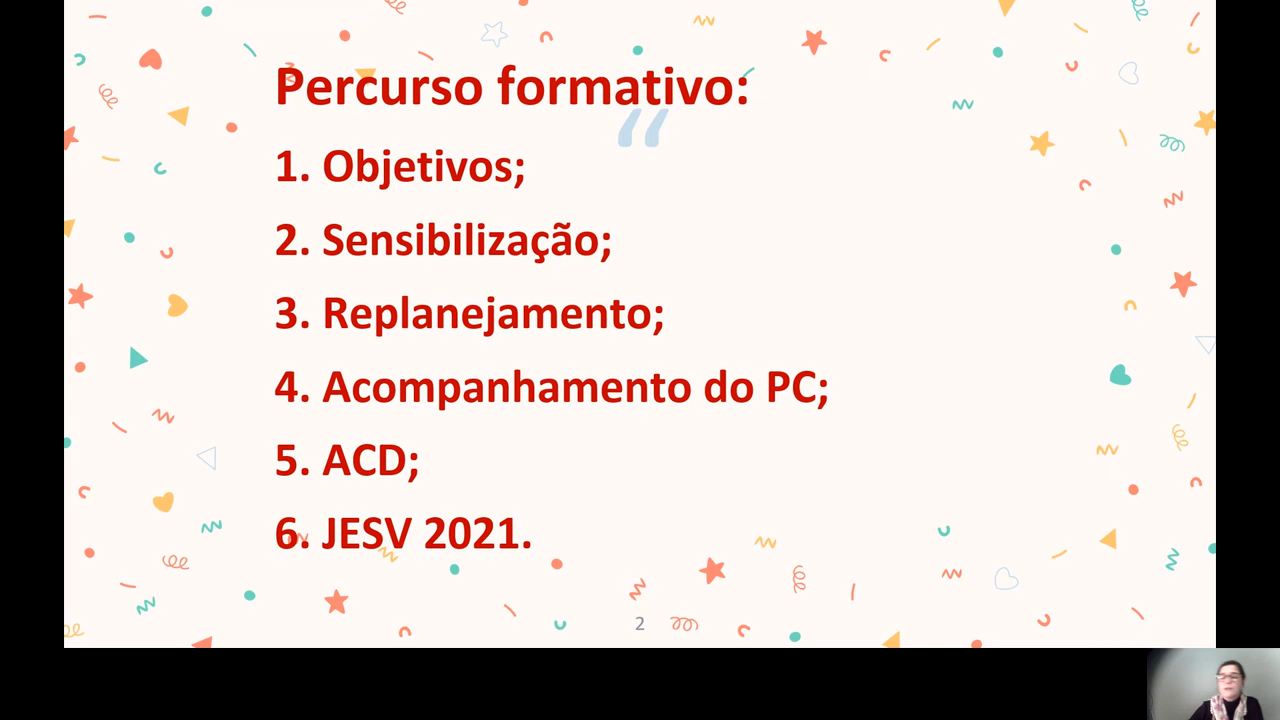 Percurso formativo:
“
1. Objetivos;
2. Sensibilização;
3. Replanejamento;
4. Acompanhamento do PC;
5. ACD;
6. JESV 2021.
2